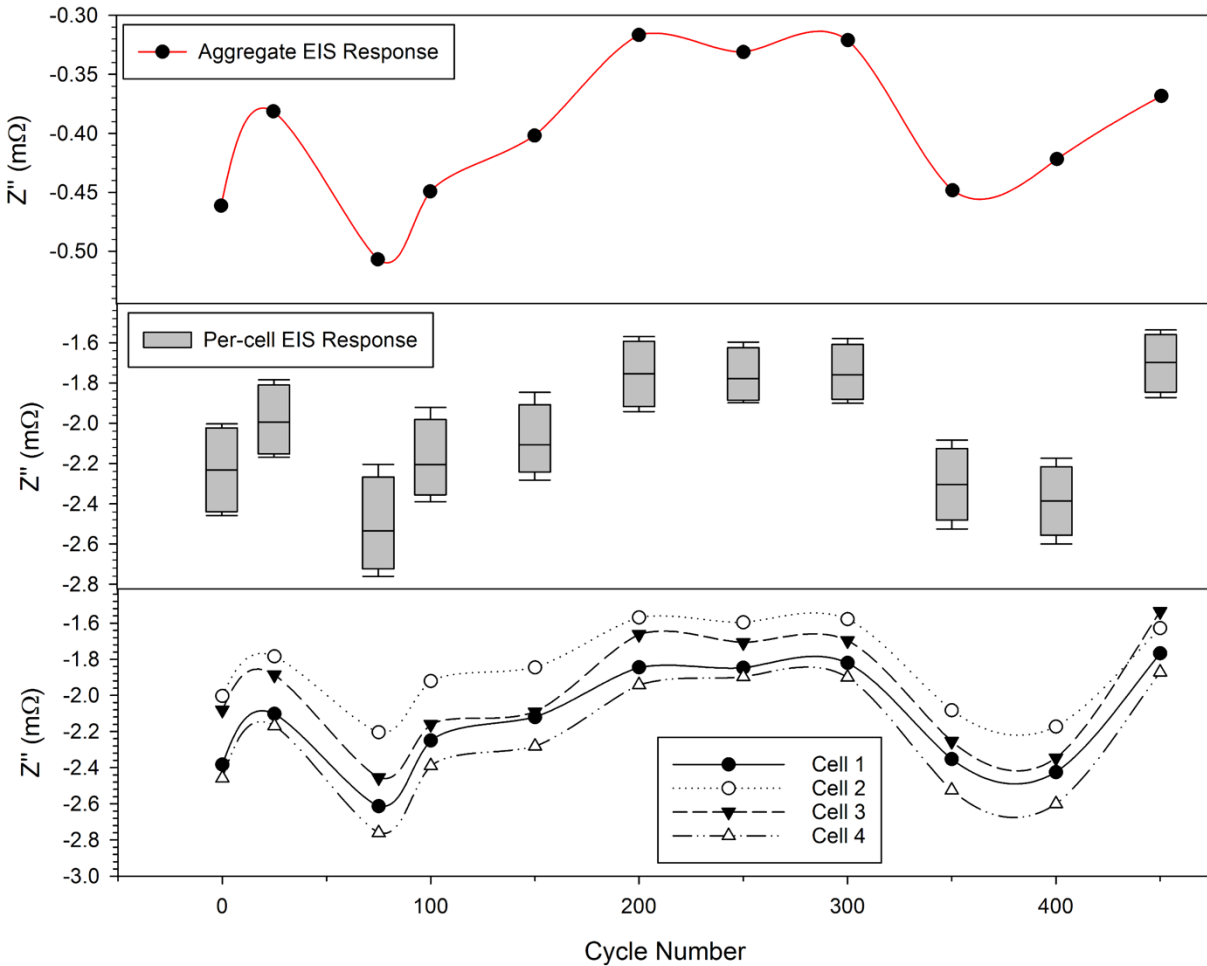 -0.30
Aggregate EIS Response
-0.35
-0.40
-0.45
-0.50
Z" (mΩ)
Per-cell EIS Response
-1.6
-1.8
-2.0
-2.2
-2.4
-2.6
-2.8
Z" (mΩ)
-1.6
-1.8
-2.0
-2.2
-2.4
-2.6
-2.8
-3.0
Z" (mΩ)
Cell 1
Cell 2
Cell 3
Cell 4
0 100 200 300 400
Cycle Number